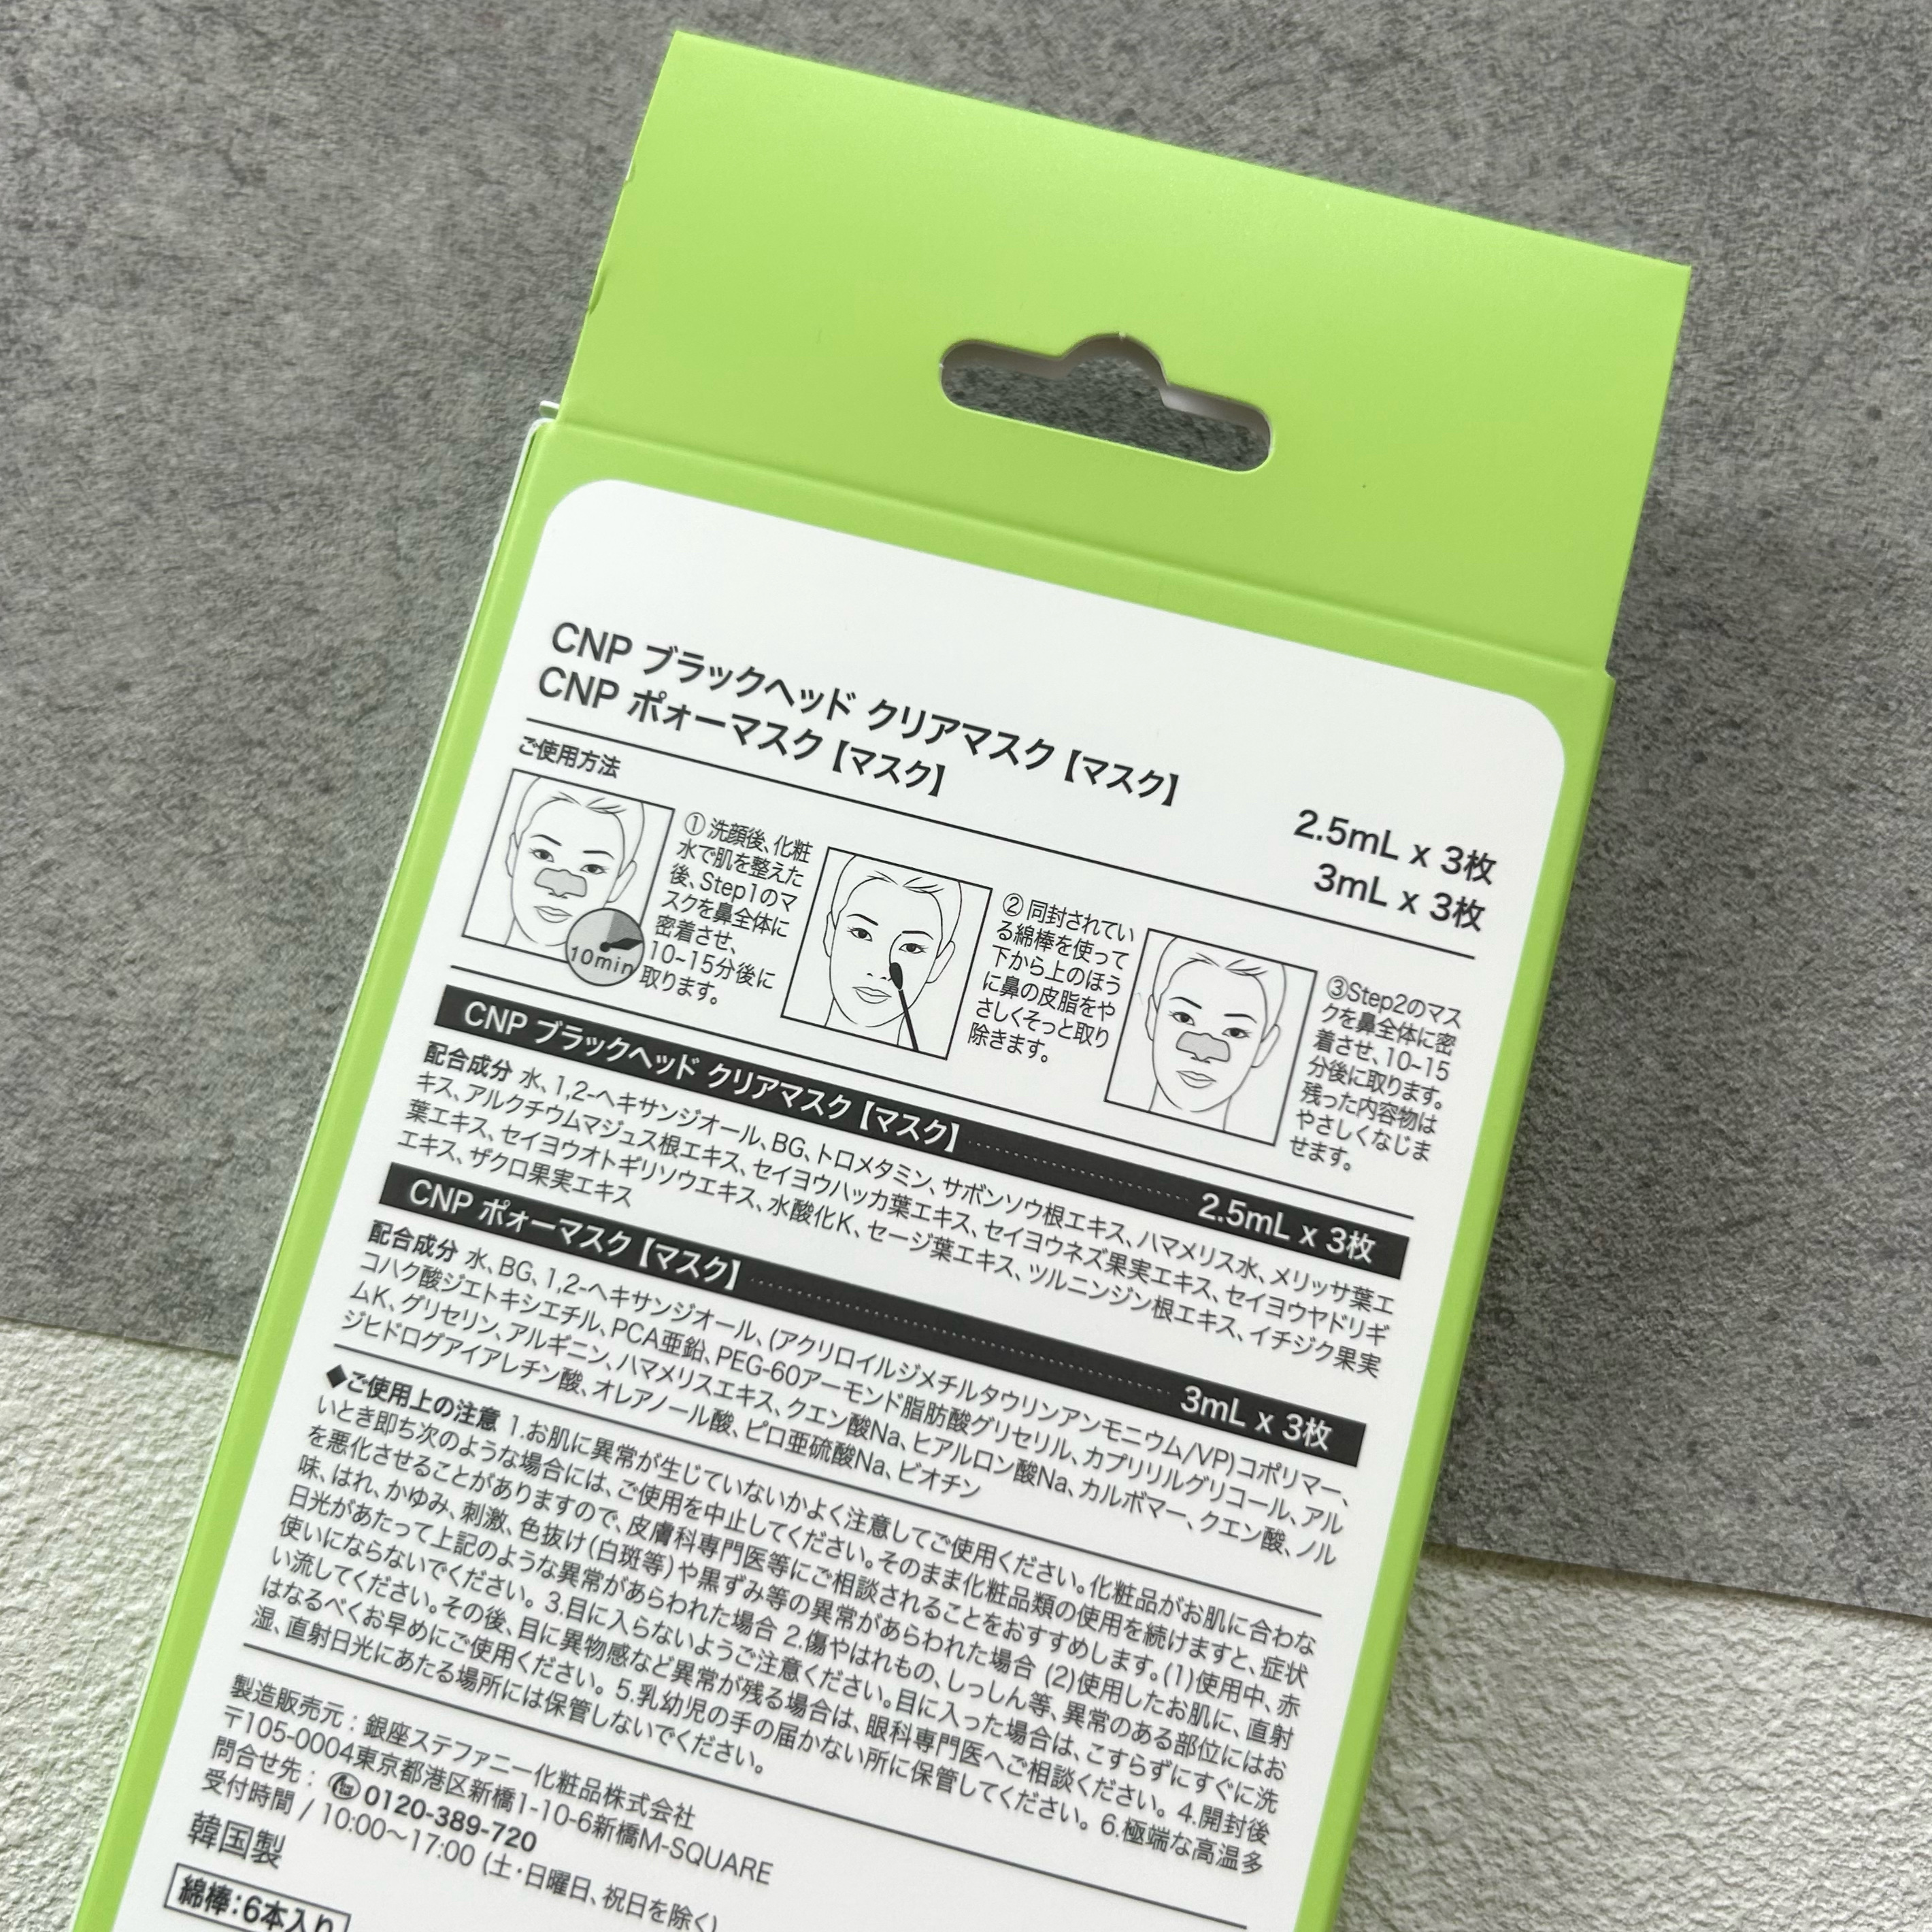 CNP ブラックヘッド クリアマスク【マスク】 2.5mL x 3枚
CNP ポォーマスク【マスク】 3mL x 3枚
ご使用方法
10min
① 洗顔後、化粧
水で肌を整えた
後、Step1のマ
スクを鼻全体に
密着させ、
10~15分後に
取ります。
② 同封されてい
る綿棒を使って
下から上のほう
に鼻の皮脂をや
さしくそっと取り
除きます。
③Step2のマス
クを鼻全体に密
着させ、10~15
分後に取ります。
残った内容物は
やさしくなじま
せます。
CNP ブラックヘッド クリアマスク【マスク】 2.5mL x 3枚
配合成分 水、1,2-ヘキサンジオール、BG、トロメタミン、サボンソウ根エキス、ハマメリス水、メリッサ葉エ
キス、アルクチウムマジュス根エキス、セイヨウハッカ葉エキス、セイヨウネズ果実エキス、セイヨウヤドリギ
葉エキス、セイヨウオトギリソウエキス、水酸化K、セージ葉エキス、ツルニンジン根エキス、イチジク果実
エキス、ザクロ果実エキス
CNP ポォーマスク【マスク】 3mL x 3枚
配合成分 水、BG、1,2-ヘキサンジオール、(アクリロイルジメチルタウリンアンモニウム/VP)コポリマー、
コハク酸ジエトキシエチル、PCA亜鉛、PEG-60アーモンド脂肪酸グリセリル、カプリリルグリコール、アル
ムK、グリセリン、アルギニン、ハマメリスエキス、クエン酸Na、ヒアルロン酸Na、カルボマー、クエン酸、ノル
ジヒドログアイアレチン酸、オレアノール酸、ピロ亜硫酸Na、ビオチン
◆ご使用上の注意 1.お肌に異常が生じていないかよく注意してご使用ください。化粧品がお肌に合わな
いとき即ち次のような場合には、ご使用を中止してください。そのまま化粧品類の使用を続けますと、症状
を悪化させることがありますので、皮膚科専門医等にご相談されることをおすすめします。(1)使用中、赤
味、はれ、かゆみ、刺激、色抜け(白斑等)や黒ずみ等の異常があらわれた場合 (2)使用したお肌に、直射
日光があたって上記のような異常があらわれた場合 2.傷やはれもの、しっしん等、異常のある部位にはお
使いにならないでください。 3.目に入らないようご注意ください。目に入った場合は、こすらずにすぐに洗
い流してください。その後、目に異物感など異常が残る場合は、眼科専門医へご相談ください。 4.開封後
はなるべくお早めにご使用ください。 5.乳幼児の手の届かない所に保管してください。 6.極端な高温多
湿、直射日光にあたる場所には保管しないでください。
製造販売元 : 銀座ステファニー化粧品株式会社
〒105-0004東京都港区新橋1-10-6新橋M-SQUARE
問合せ先 : 0120-389-720
受付時間 / 10:00～17:00 (土・日曜日、祝日を除く)
韓国製
綿棒:6本入り